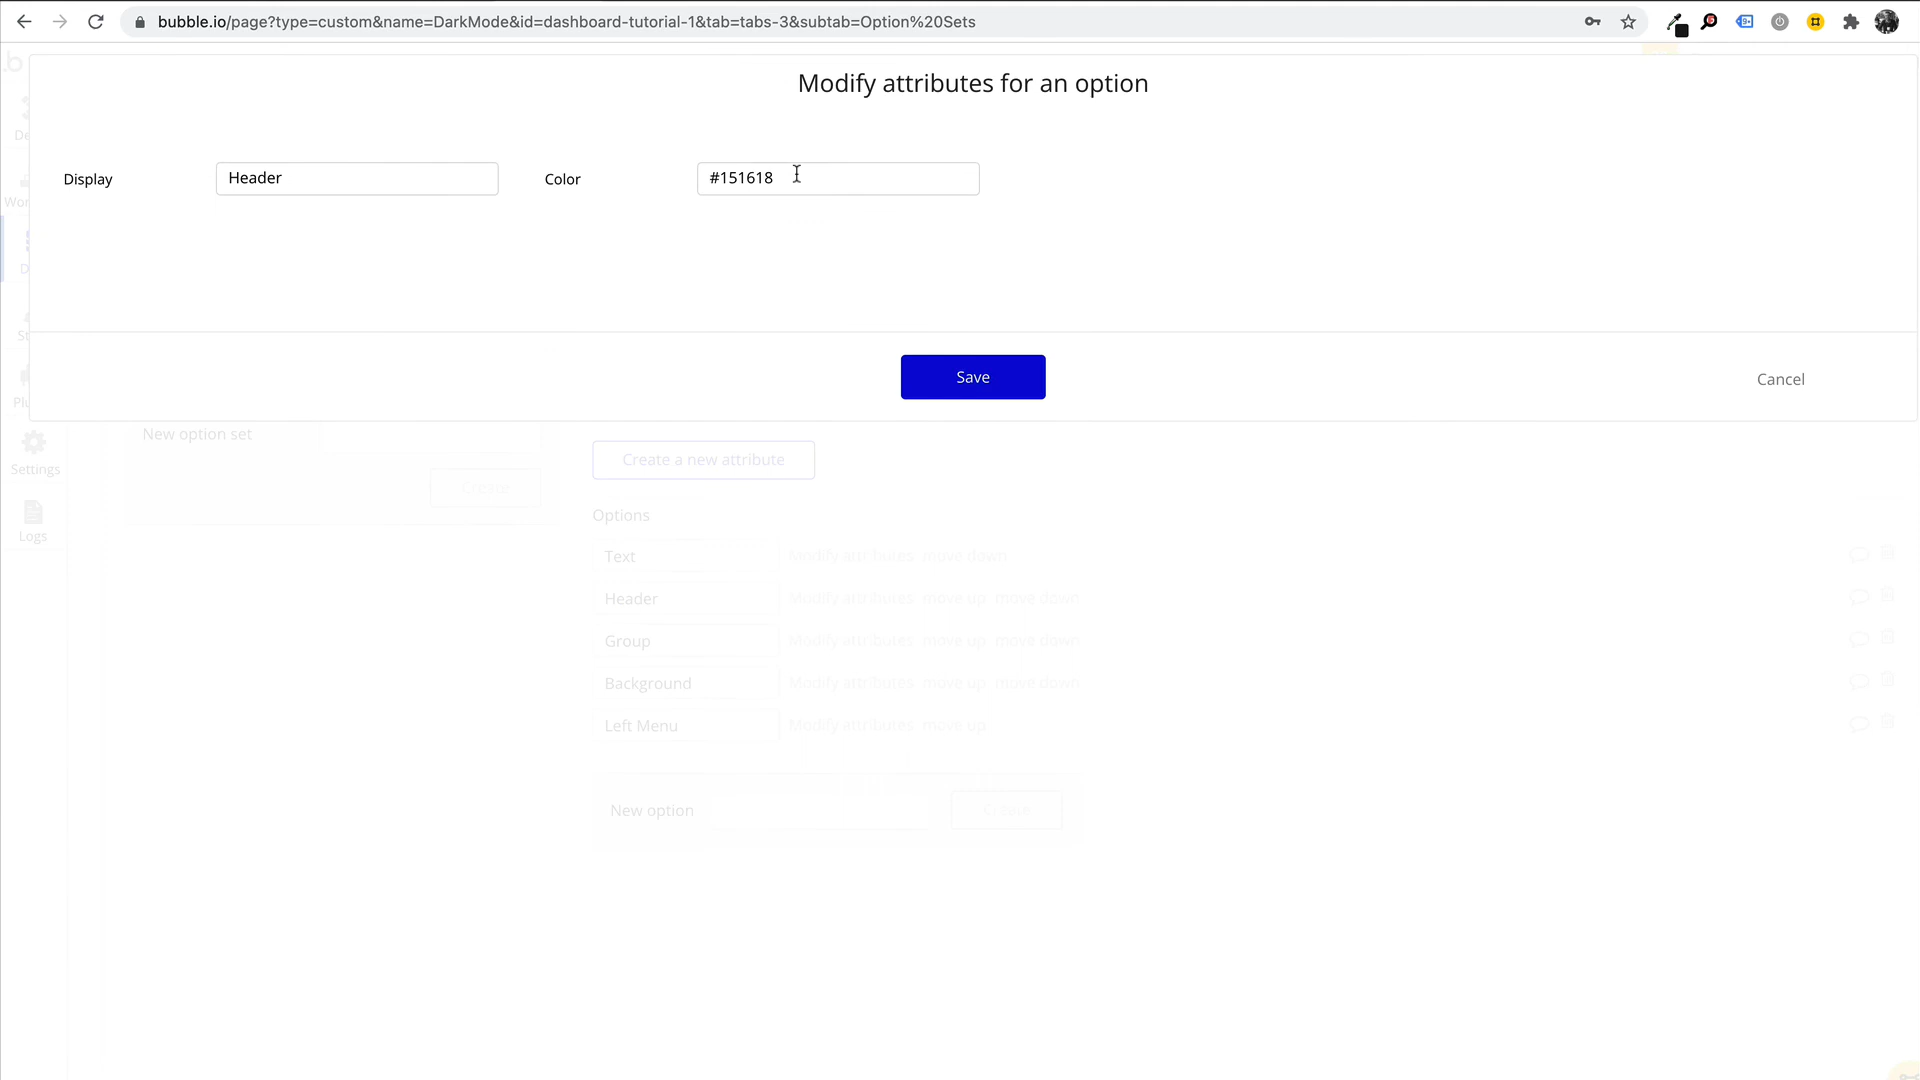 bubble.io/page?type=custom&name=DarkMode&id=dashboard-tutorial-1&tab=tabs-3&subtab=Option%20Sets
Modify attributes for an option
Display
Header
Color
#151618
Save
Cancel
New option set
Create
Create a new attribute
Settings
Logs
Options
Text
Modify attributes move down
Header
Modify attributes move up move down
Group
Modify attributes move up move down
Background
Modify attributes move up move down
Left Menu
Modify attributes move up
New option
Create